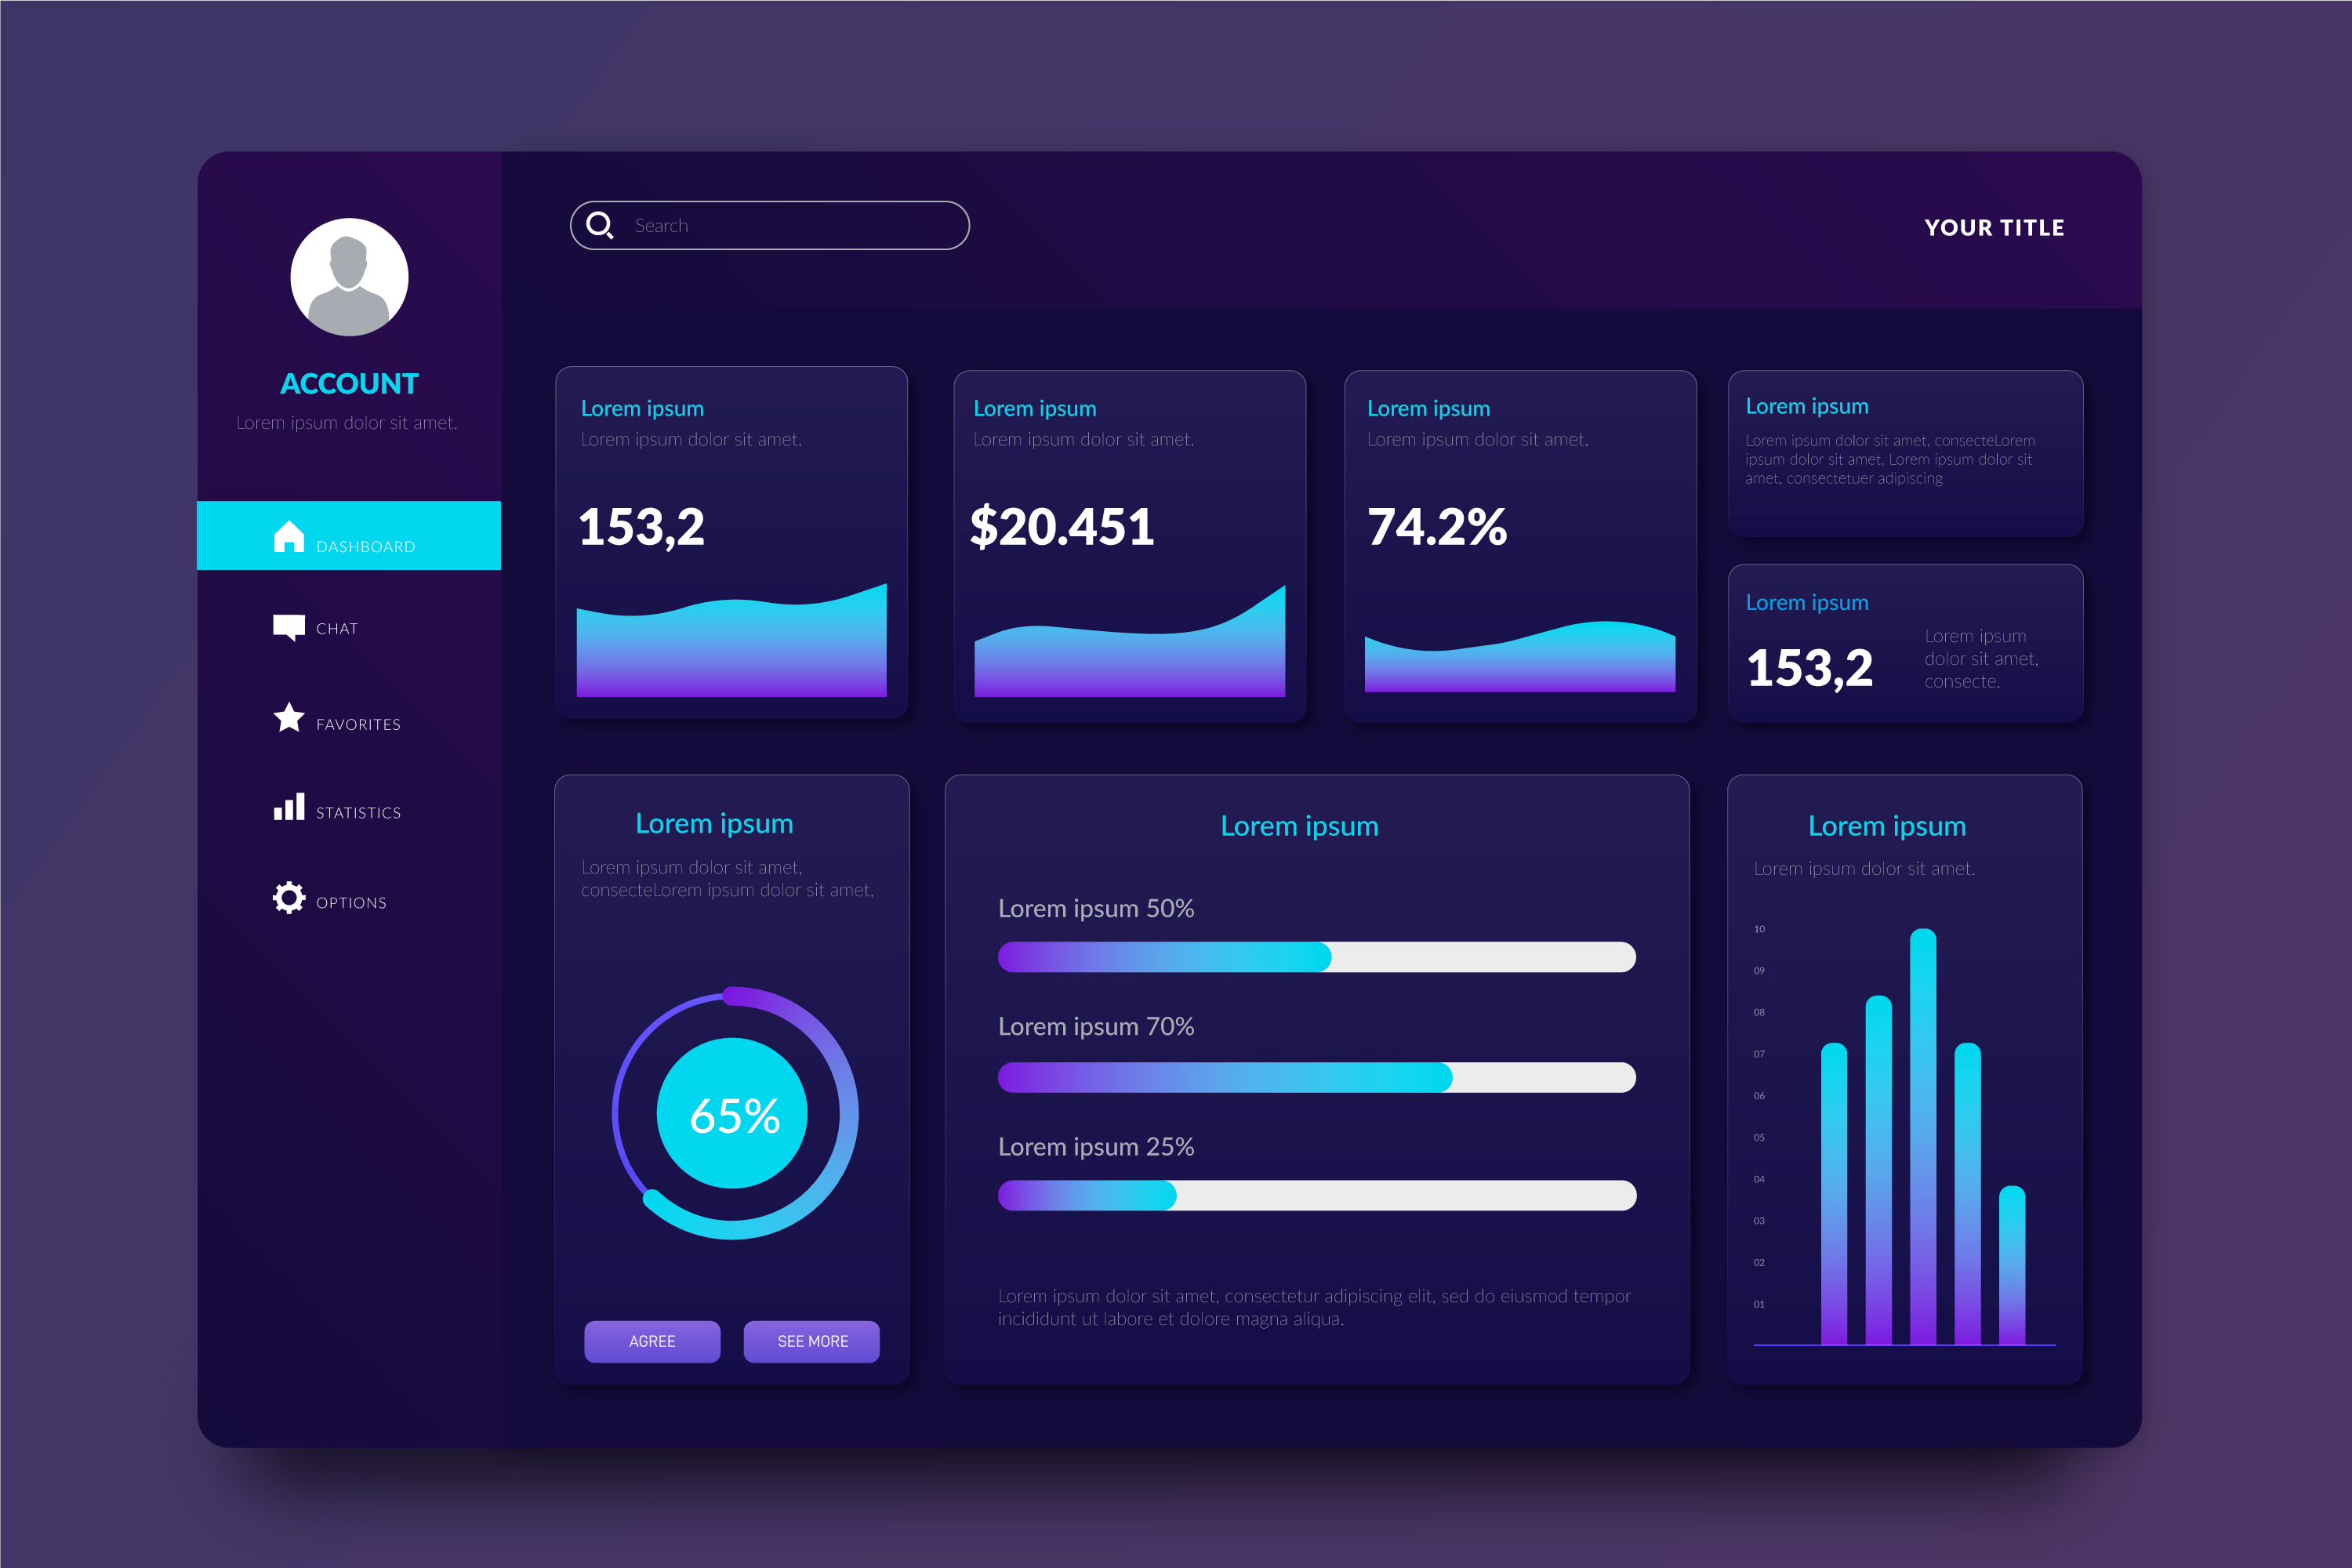 Search
YOUR TITLE
ACCOUNT
Lorem ipsum dolor sit amet.
DASHBOARD
CHAT
FAVORITES
STATISTICS
OPTIONS
Lorem ipsum
Lorem ipsum dolor sit amet.
153,2
Lorem ipsum
Lorem ipsum dolor sit amet.
$20.451
Lorem ipsum
Lorem ipsum dolor sit amet.
74.2%
Lorem ipsum
Lorem ipsum dolor sit amet, consecteLorem
ipsum dolor sit amet, Lorem ipsum dolor sit
amet, consectetuer adipiscing
Lorem ipsum
153,2
Lorem ipsum
dolor sit amet,
consecte.
Lorem ipsum
Lorem ipsum dolor sit amet,
consecteLorem ipsum dolor sit amet,
65%
AGREE
SEE MORE
Lorem ipsum
Lorem ipsum 50%
Lorem ipsum 70%
Lorem ipsum 25%
Lorem ipsum dolor sit amet, consectetur adipiscing elit, sed do eiusmod tempor
incididunt ut labore et dolore magna aliqua.
Lorem ipsum
Lorem ipsum dolor sit amet.
10
09
08
07
06
05
04
03
02
01